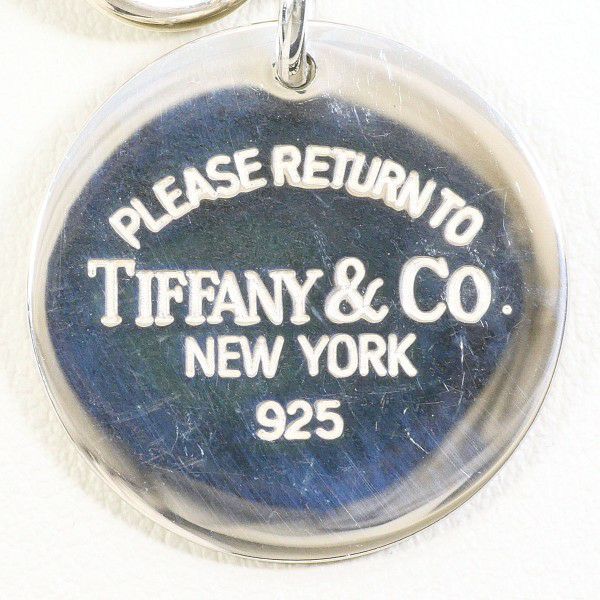 PLEASE RETURN TO
TIFFANY & CO.
NEW YORK
925